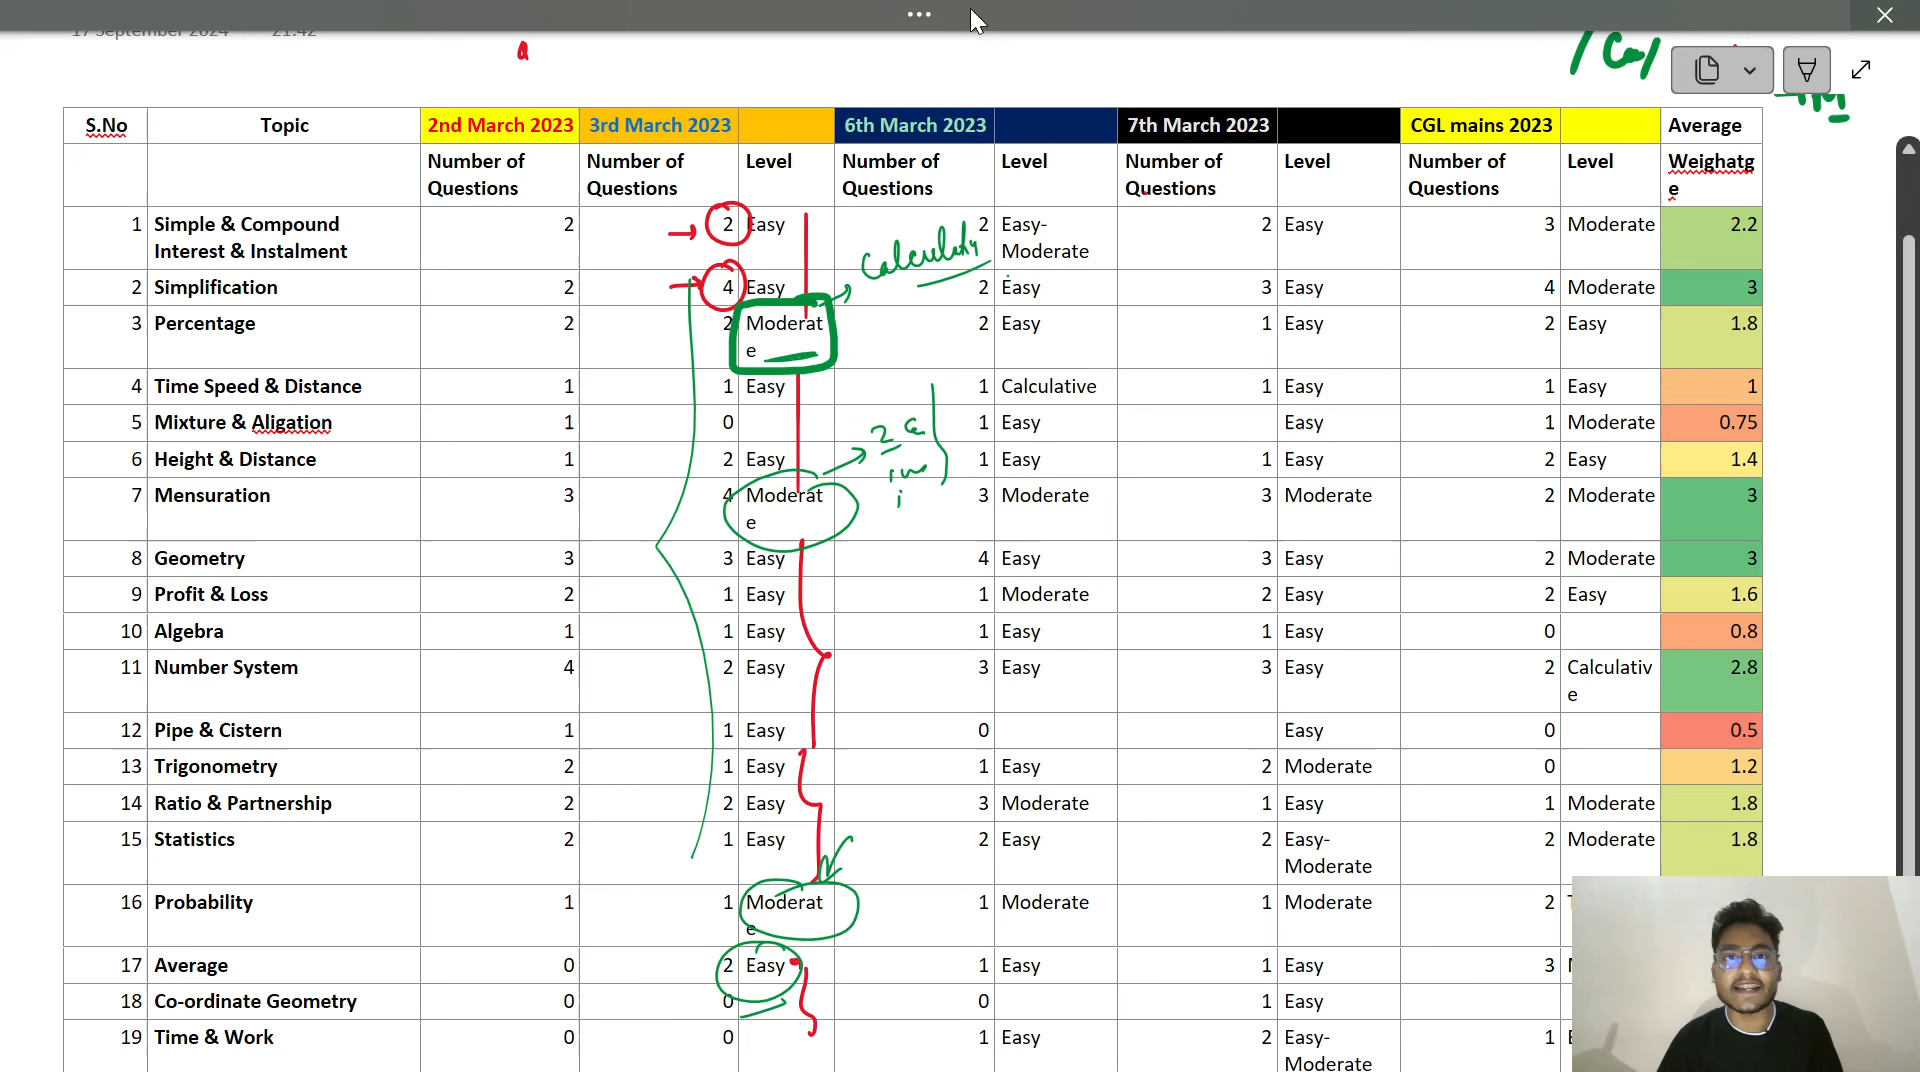 17 September 2024 21:42
S.No Topic 2nd March 2023 3rd March 2023 6th March 2023 7th March 2023 CGL mains 2023 Average
Number of Questions Number of Questions Level Number of Questions Level Number of Questions Level Number of Questions Level Weighatge
1 Simple & Compound Interest & Instalment 2 2 Easy 2 Easy-Moderate 2 Easy 3 Moderate 2.2
2 Simplification 2 4 Easy 2 Easy 3 Easy 4 Moderate 3
3 Percentage 2 2 Moderate 2 Easy 1 Easy 2 Easy 1.8
4 Time Speed & Distance 1 1 Easy 1 Calculative 1 Easy 1 Easy 1
5 Mixture & Aligation 1 0 1 Easy Easy 1 Moderate 0.75
6 Height & Distance 1 2 Easy 1 Easy 1 Easy 2 Easy 1.4
7 Mensuration 3 4 Moderate 3 Moderate 3 Moderate 2 Moderate 3
8 Geometry 3 3 Easy 4 Easy 3 Easy 2 Moderate 3
9 Profit & Loss 2 1 Easy 1 Moderate 2 Easy 2 Easy 1.6
10 Algebra 1 1 Easy 1 Easy 1 Easy 0 0.8
11 Number System 4 2 Easy 3 Easy 3 Easy 2 Calculative 2.8
12 Pipe & Cistern 1 1 Easy 0 Easy 0 0.5
13 Trigonometry 2 1 Easy 1 Easy 2 Moderate 0 1.2
14 Ratio & Partnership 2 2 Easy 3 Moderate 1 Easy 1 Moderate 1.8
15 Statistics 2 1 Easy 2 Easy 2 Easy-Moderate 2 Moderate 1.8
16 Probability 1 1 Moderate 1 Moderate 1 Moderate 2
17 Average 0 2 Easy 1 Easy 1 Easy 3
18 Co-ordinate Geometry 0 0 0 1 Easy
19 Time & Work 0 0 1 Easy 2 Easy-Moderate 1